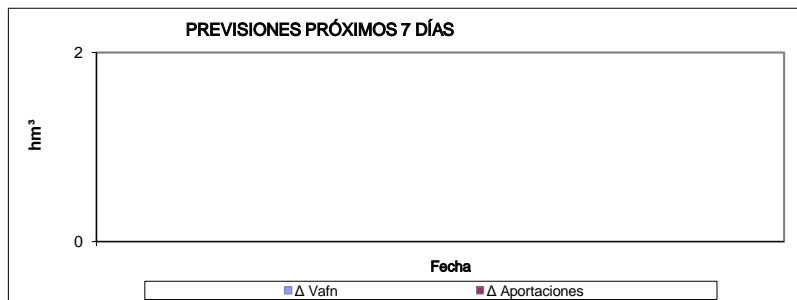 PREVISIONES PRÓXIMOS 7 DÍAS
2
hm³
0
Fecha
Δ Vafn Δ Aportaciones